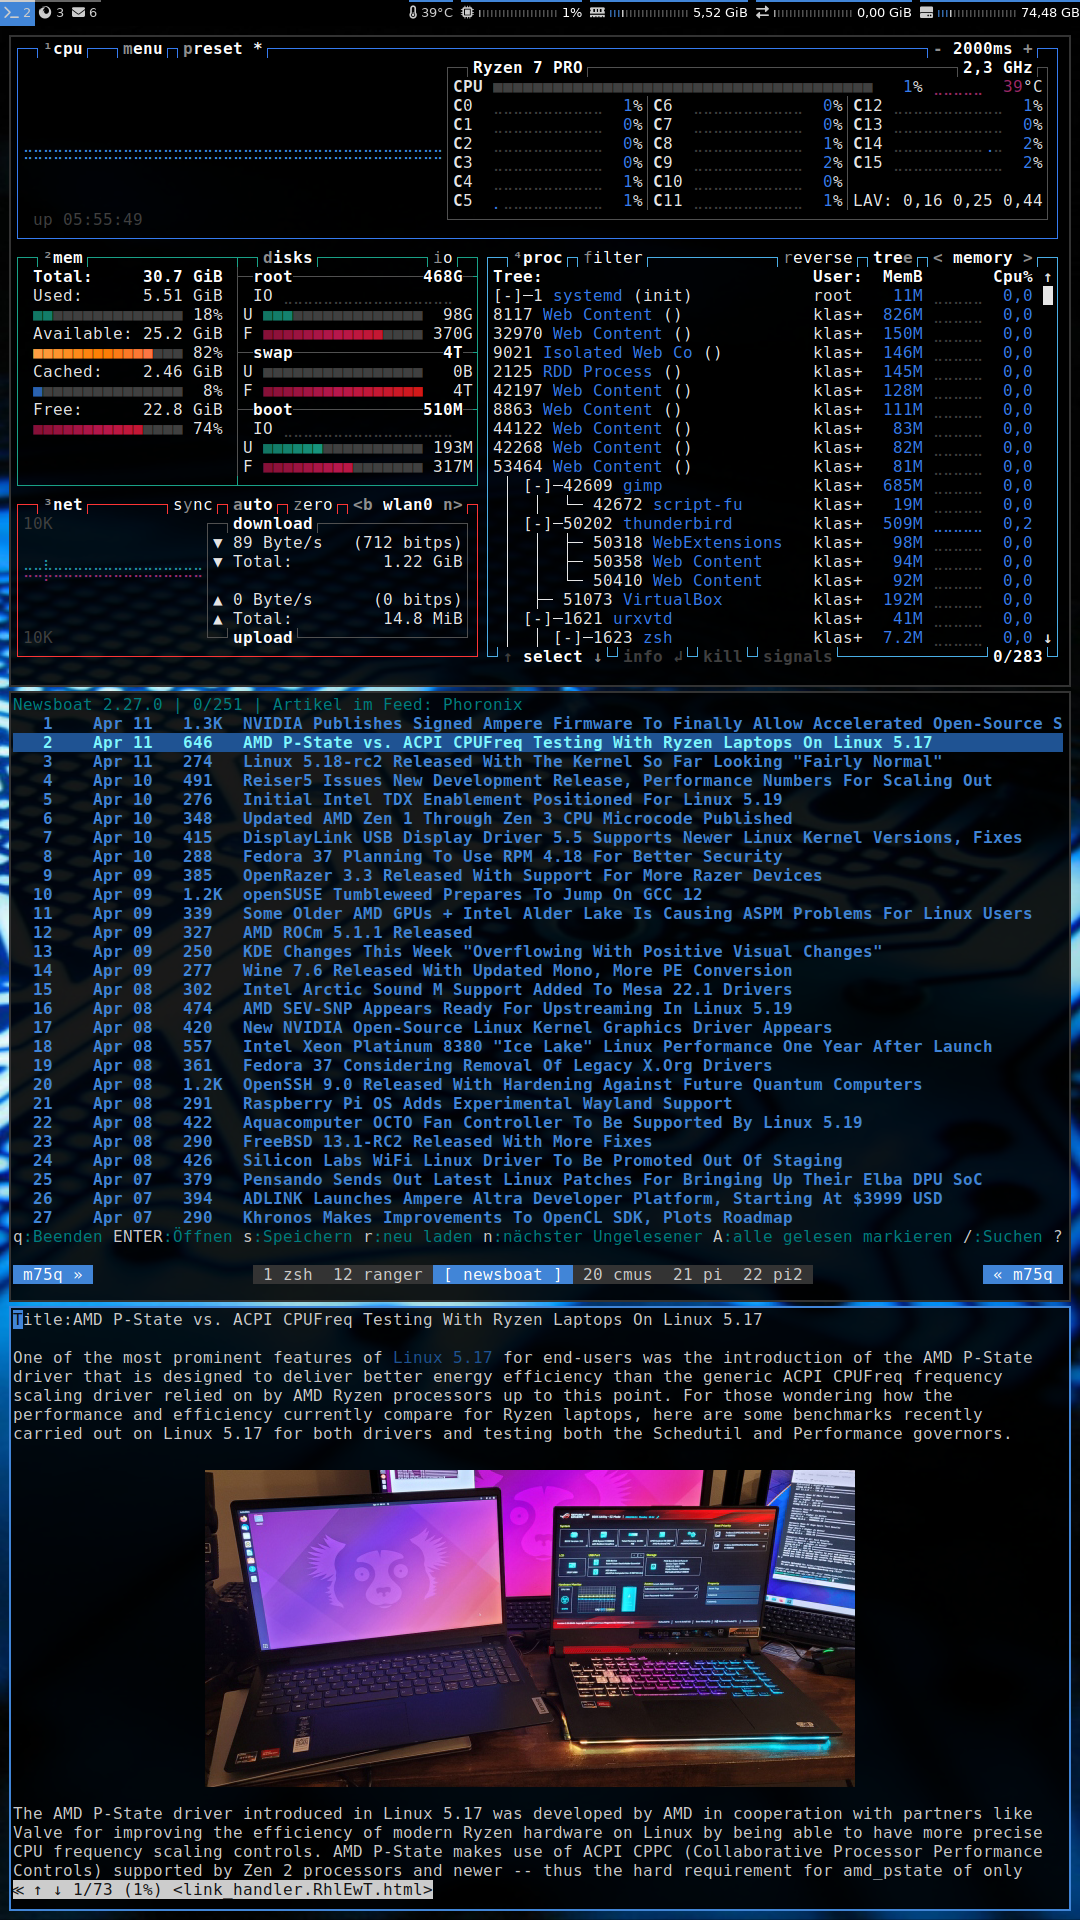 2 3 6 39°C 1% 5,52 GiB 0,00 GiB 74,48 GB
¹cpu menu preset * - 2000ms +
Ryzen 7 PRO 2,3 GHz
CPU 1% 39°C
C0 1% C6 0% C12 1%
C1 0% C7 0% C13 0%
C2 0% C8 1% C14 2%
C3 0% C9 2% C15 2%
C4 1% C10 0%
C5 1% C11 1% LAV: 0,16 0,25 0,44
up 05:55:49
²mem disks io
Total: 30.7 GiB
Used: 5.51 GiB
18%
Available: 25.2 GiB
82%
Cached: 2.46 GiB
8%
Free: 22.8 GiB
74%
root 468G
IO
U 98G
F 370G
swap 4T
U 0B
F 4T
boot 510M
IO
U 193M
F 317M
³net sync auto zero <b wlan0 n>
10K
download
▼ 89 Byte/s (712 bitps)
▼ Total: 1.22 GiB
▲ 0 Byte/s (0 bitps)
▲ Total: 14.8 MiB
10K
upload
⁴proc filter reverse tree < memory >
Tree: User: MemB Cpu% ↑
[-]─1 systemd (init) root 11M 0,0
8117 Web Content () klas+ 826M 0,0
32970 Web Content () klas+ 150M 0,0
9021 Isolated Web Co () klas+ 146M 0,0
2125 RDD Process () klas+ 145M 0,0
42197 Web Content () klas+ 128M 0,0
8863 Web Content () klas+ 111M 0,0
44122 Web Content () klas+ 83M 0,0
42268 Web Content () klas+ 82M 0,0
53464 Web Content () klas+ 81M 0,0
[-]─42609 gimp klas+ 685M 0,0
42672 script-fu klas+ 19M 0,0
[-]─50202 thunderbird klas+ 509M 0,2
50318 WebExtensions klas+ 98M 0,0
50358 Web Content klas+ 94M 0,0
50410 Web Content klas+ 92M 0,0
51073 VirtualBox klas+ 192M 0,0
[-]─1621 urxvtd klas+ 41M 0,0
[-]─1623 zsh klas+ 7.2M 0,0 ↓
↑ select ↓ info ↲ kill signals 0/283
Newsboat 2.27.0 | 0/251 | Artikel im Feed: Phoronix
1 Apr 11 1.3K NVIDIA Publishes Signed Ampere Firmware To Finally Allow Accelerated Open-Source S
2 Apr 11 646 AMD P-State vs. ACPI CPUFreq Testing With Ryzen Laptops On Linux 5.17
3 Apr 11 274 Linux 5.18-rc2 Released With The Kernel So Far Looking "Fairly Normal"
4 Apr 10 491 Reiser5 Issues New Development Release, Performance Numbers For Scaling Out
5 Apr 10 276 Initial Intel TDX Enablement Positioned For Linux 5.19
6 Apr 10 348 Updated AMD Zen 1 Through Zen 3 CPU Microcode Published
7 Apr 10 415 DisplayLink USB Display Driver 5.5 Supports Newer Linux Kernel Versions, Fixes
8 Apr 10 288 Fedora 37 Planning To Use RPM 4.18 For Better Security
9 Apr 09 385 OpenRazer 3.3 Released With Support For More Razer Devices
10 Apr 09 1.2K openSUSE Tumbleweed Prepares To Jump On GCC 12
11 Apr 09 339 Some Older AMD GPUs + Intel Alder Lake Is Causing ASPM Problems For Linux Users
12 Apr 09 327 AMD ROCm 5.1.1 Released
13 Apr 09 250 KDE Changes This Week "Overflowing With Positive Visual Changes"
14 Apr 09 277 Wine 7.6 Released With Updated Mono, More PE Conversion
15 Apr 08 302 Intel Arctic Sound M Support Added To Mesa 22.1 Drivers
16 Apr 08 474 AMD SEV-SNP Appears Ready For Upstreaming In Linux 5.19
17 Apr 08 420 New NVIDIA Open-Source Linux Kernel Graphics Driver Appears
18 Apr 08 557 Intel Xeon Platinum 8380 "Ice Lake" Linux Performance One Year After Launch
19 Apr 08 361 Fedora 37 Considering Removal Of Legacy X.Org Drivers
20 Apr 08 1.2K OpenSSH 9.0 Released With Hardening Against Future Quantum Computers
21 Apr 08 291 Raspberry Pi OS Adds Experimental Wayland Support
22 Apr 08 422 Aquacomputer OCTO Fan Controller To Be Supported By Linux 5.19
23 Apr 08 290 FreeBSD 13.1-RC2 Released With More Fixes
24 Apr 08 426 Silicon Labs WiFi Linux Driver To Be Promoted Out Of Staging
25 Apr 07 379 Pensando Sends Out Latest Linux Patches For Bringing Up Their Elba DPU SoC
26 Apr 07 394 ADLINK Launches Ampere Altra Developer Platform, Starting At $3999 USD
27 Apr 07 290 Khronos Makes Improvements To OpenCL SDK, Plots Roadmap
q:Beenden ENTER:Öffnen s:Speichern r:neu laden n:nächster Ungelesener A:alle gelesen markieren /:Suchen ?
m75q » 1 zsh 12 ranger [ newsboat ] 20 cmus 21 pi 22 pi2 « m75q
Title:AMD P-State vs. ACPI CPUFreq Testing With Ryzen Laptops On Linux 5.17
One of the most prominent features of Linux 5.17 for end-users was the introduction of the AMD P-State
driver that is designed to deliver better energy efficiency than the generic ACPI CPUFreq frequency
scaling driver relied on by AMD Ryzen processors up to this point. For those wondering how the
performance and efficiency currently compare for Ryzen laptops, here are some benchmarks recently
carried out on Linux 5.17 for both drivers and testing both the Schedutil and Performance governors.
The AMD P-State driver introduced in Linux 5.17 was developed by AMD in cooperation with partners like
Valve for improving the efficiency of modern Ryzen hardware on Linux by being able to have more precise
CPU frequency scaling controls. AMD P-State makes use of ACPI CPPC (Collaborative Processor Performance
Controls) supported by Zen 2 processors and newer -- thus the hard requirement for amd_pstate of only
≪ ↑ ↓ 1/73 (1%) <link_handler.RhlEwT.html>